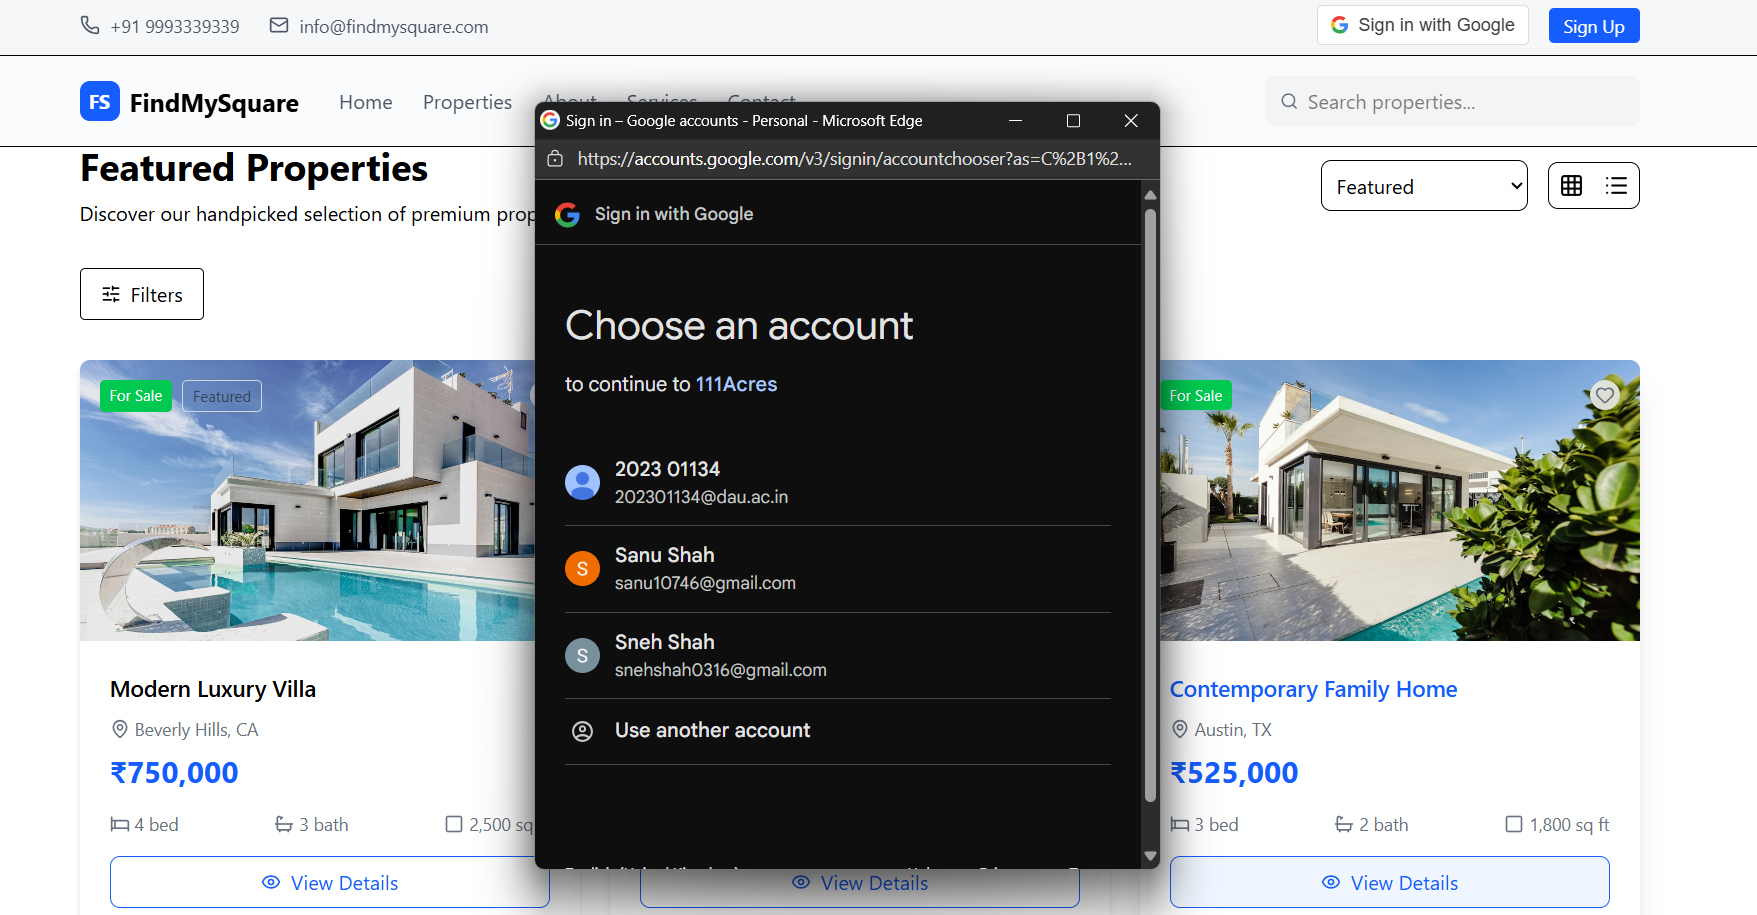 +91 9993339339
info@findmysquare.com
Sign in with Google
Sign Up
FS
FindMySquare
Home
Properties
About
Services
Contact
Search properties...
Sign in – Google accounts - Personal - Microsoft Edge
https://accounts.google.com/v3/signin/accountchooser?as=C%2B1%2...
Featured Properties
Discover our handpicked selection of premium prop
Featured
Filters
Sign in with Google
Choose an account
to continue to 111Acres
2023 01134
202301134@dau.ac.in
Sanu Shah
S
sanu10746@gmail.com
Sneh Shah
S
snehshah0316@gmail.com
Use another account
For Sale
Featured
Modern Luxury Villa
Beverly Hills, CA
₹750,000
4 bed
3 bath
2,500 sq
View Details
View Details
For Sale
Contemporary Family Home
Austin, TX
₹525,000
3 bed
2 bath
1,800 sq ft
View Details